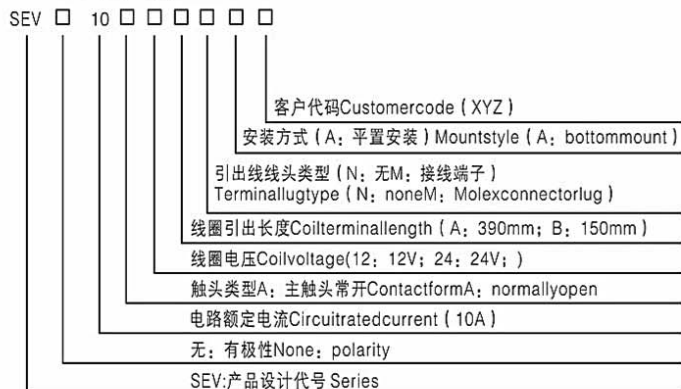 SEV □ 10 □ □ □ □ □ □
客户代码Customercode（XYZ）
安装方式（A：平置安装）Mountstyle（A：bottommount）
引出线线头类型（N：无M：接线端子）
Terminallugtype（N：noneM：Molexconnectorlug）
线圈引出长度Coilterminallength（A：390mm；B：150mm）
线圈电压Coilvoltage(12：12V；24：24V；)
触头类型A：主触头常开ContactformA：normallyopen
电路额定电流Circuitratedcurrent（10A）
无：有极性None：polarity
SEV:产品设计代号Series